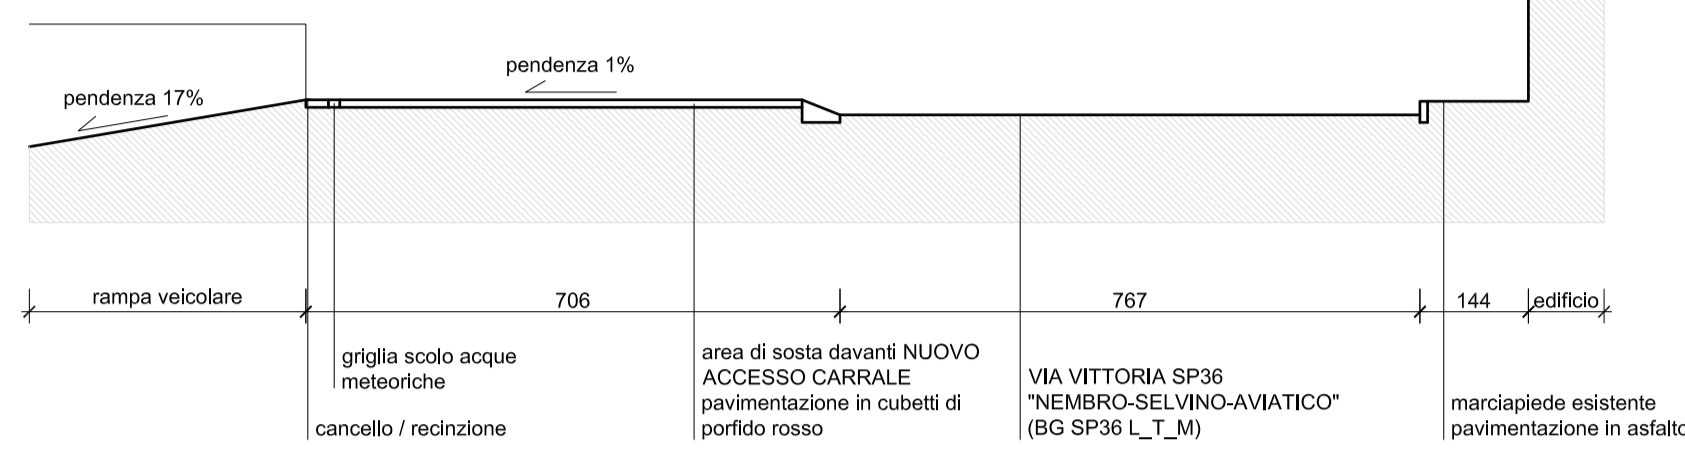 pendenza 1%
pendenza 17%
rampa veicolare
706
767
144
edificio
griglia scolo acque
meteoriche
cancello / recinzione
area di sosta davanti NUOVO
ACCESSO CARRALE
pavimentazione in cubetti di
porfido rosso
VIA VITTORIA SP36
"NEMBRO-SELVINO-AVIATICO"
(BG SP36 L_T_M)
marciapiede esistente
pavimentazione in asfalto